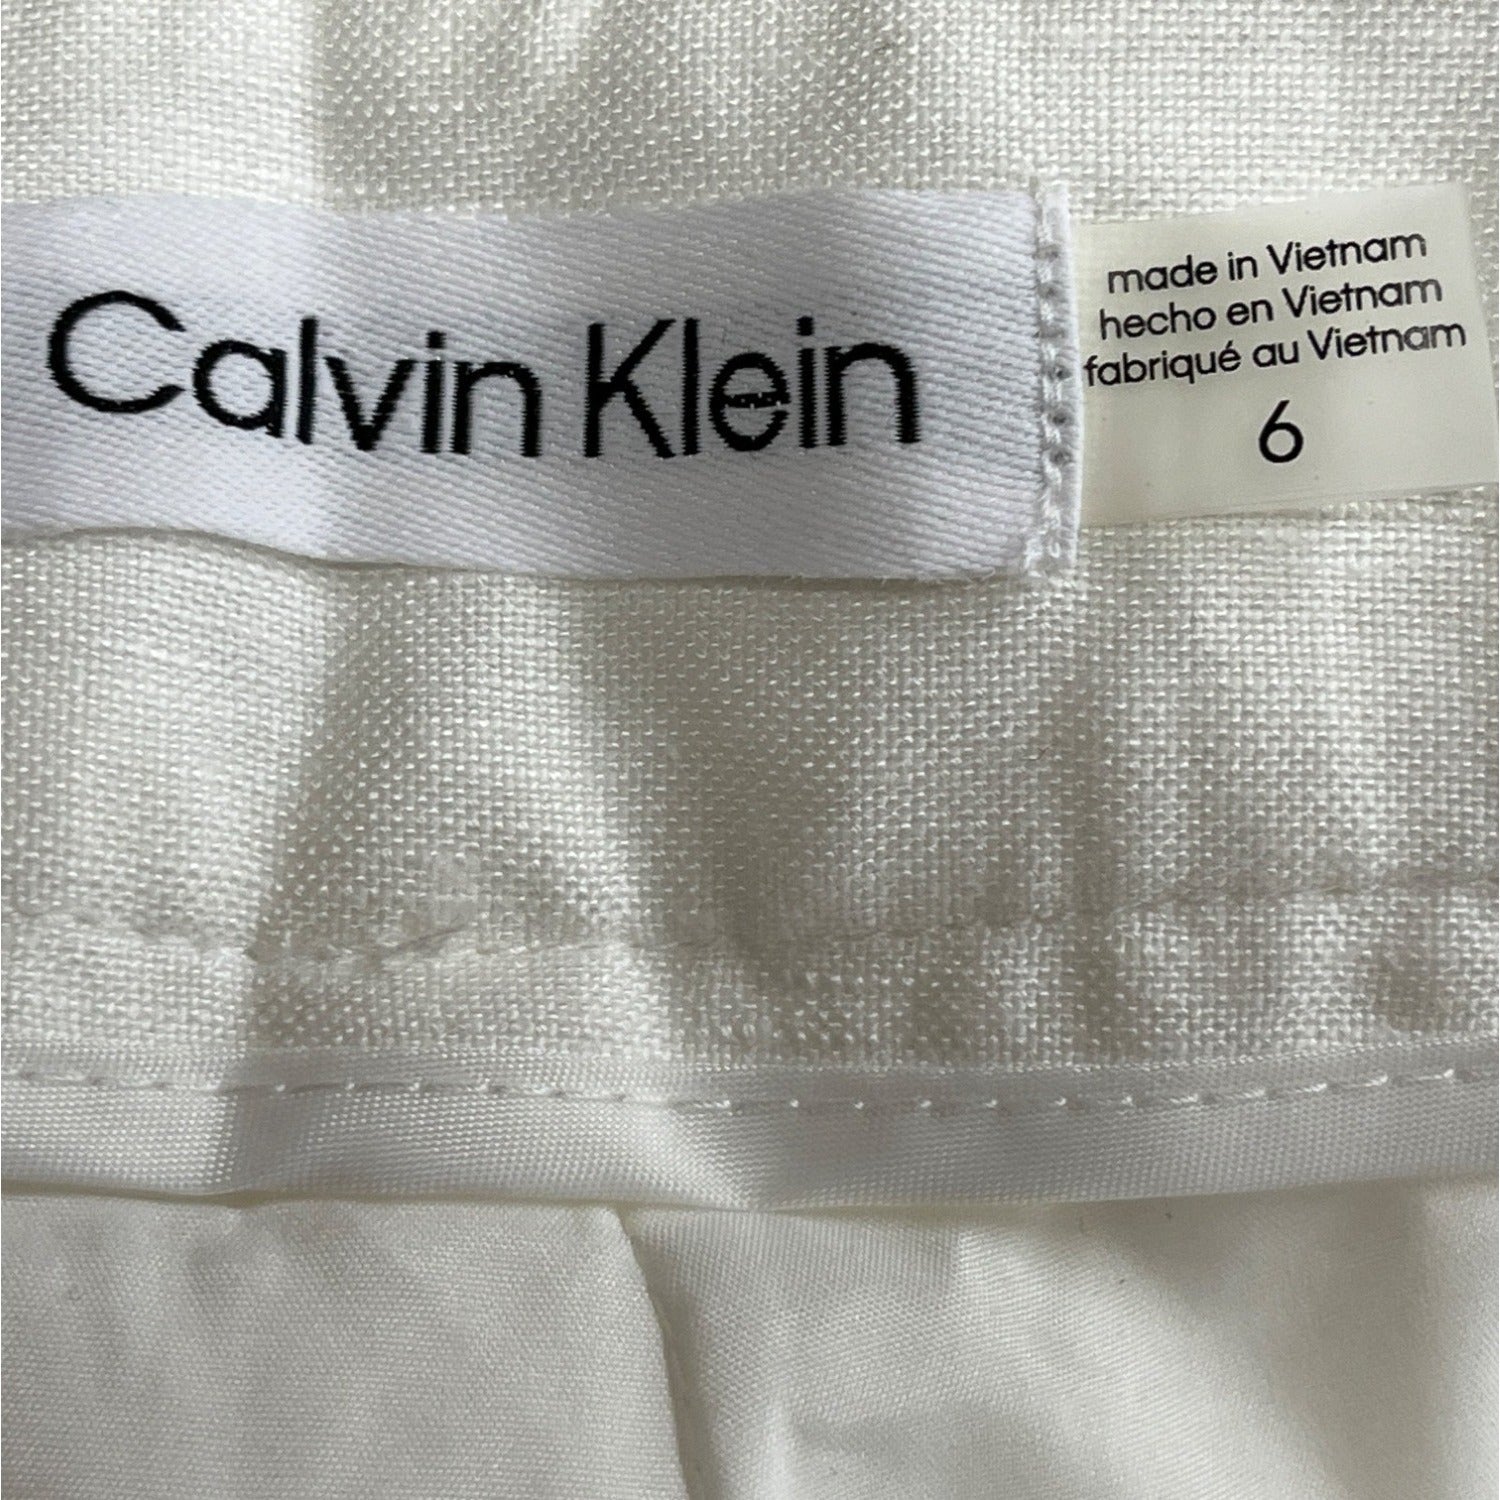 Calvin Klein
made in Vietnam
hecho en Vietnam
fabriqué au Vietnam
6